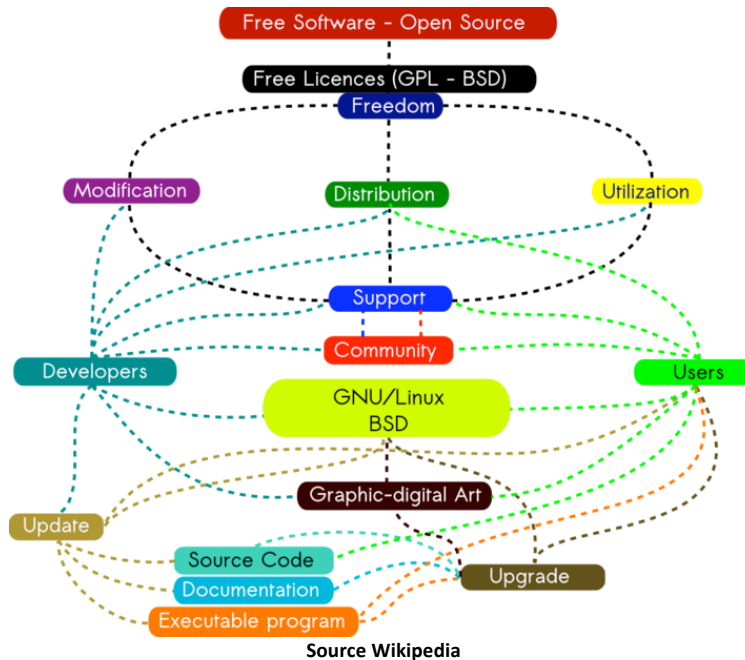 Free Software - Open Source
Free Licences (GPL - BSD)
Freedom
Modification
Distribution
Utilization
Support
Community
Developers
Users
GNU/Linux
BSD
Graphic-digital Art
Update
Source Code
Upgrade
Documentation
Executable program
Source Wikipedia